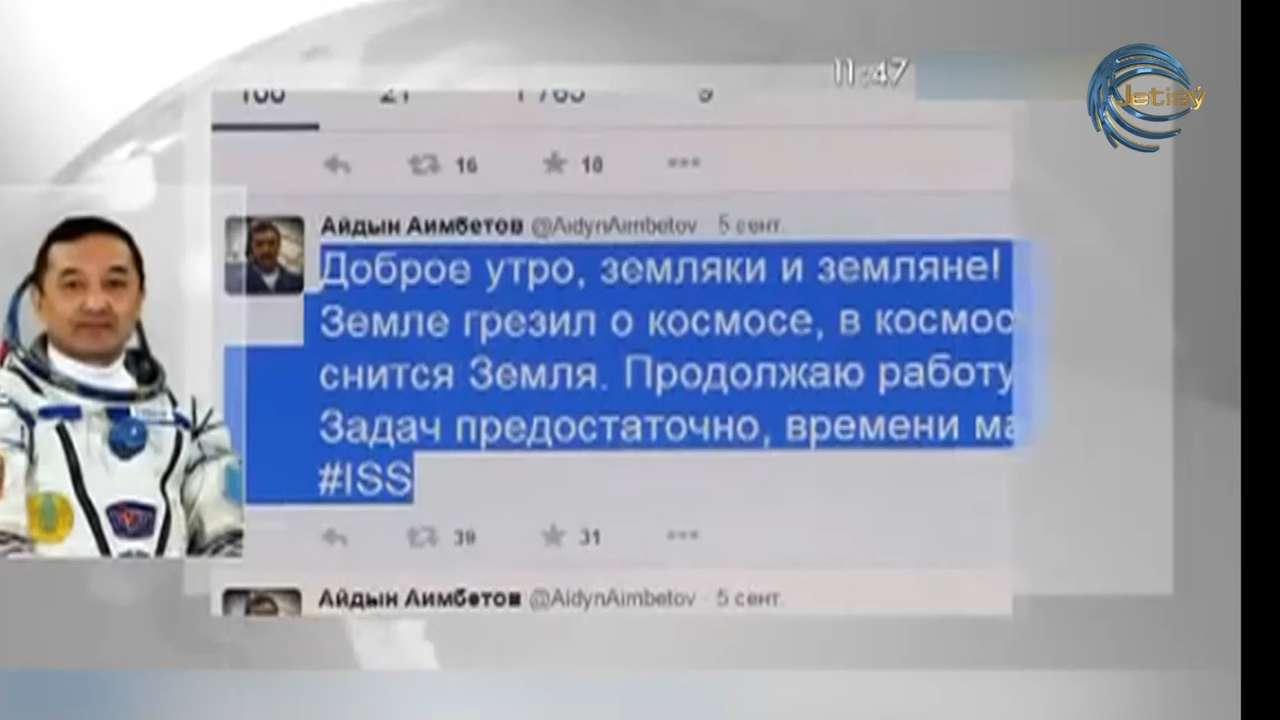 11:47
Jetisý
16 10
Айдын Аимбетов @AidynAimbetov · 5 сент.
Доброе утро, земляки и земляне!
Земле грезил о космосе, в космос
снится Земля. Продолжаю работу
Задач предостаточно, времени ма
#ISS
39 31
Айдын Аимбетов @AidynAimbetov · 5 сент.